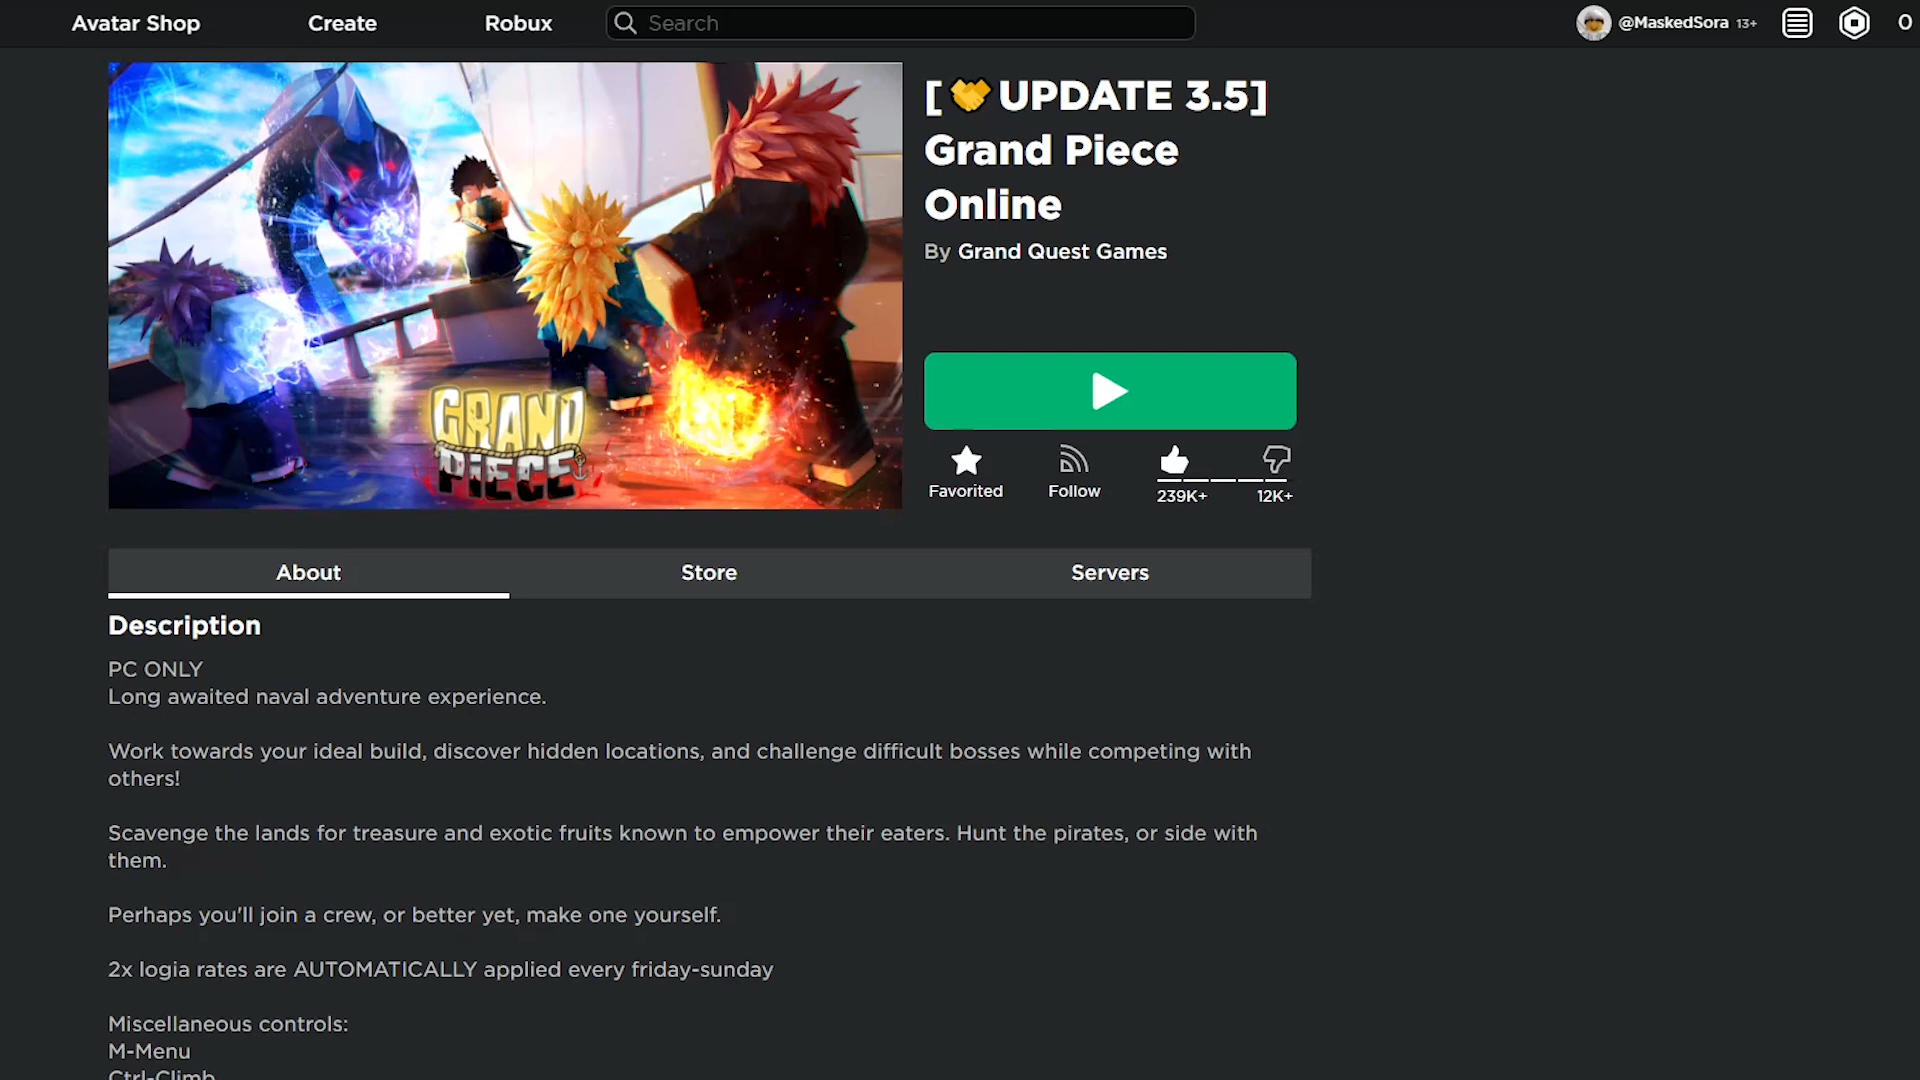 Avatar Shop
Create
Robux
Search
@MaskedSora 13+
0
[🤝UPDATE 3.5]
Grand Piece
Online
By Grand Quest Games
GRAND
PIECE
Favorited
Follow
239K+
12K+
About
Store
Servers
Description
PC ONLY
Long awaited naval adventure experience.
Work towards your ideal build, discover hidden locations, and challenge difficult bosses while competing with
others!
Scavenge the lands for treasure and exotic fruits known to empower their eaters. Hunt the pirates, or side with
them.
Perhaps you'll join a crew, or better yet, make one yourself.
2x logia rates are AUTOMATICALLY applied every friday-sunday
Miscellaneous controls:
M-Menu
Ctrl-Climb